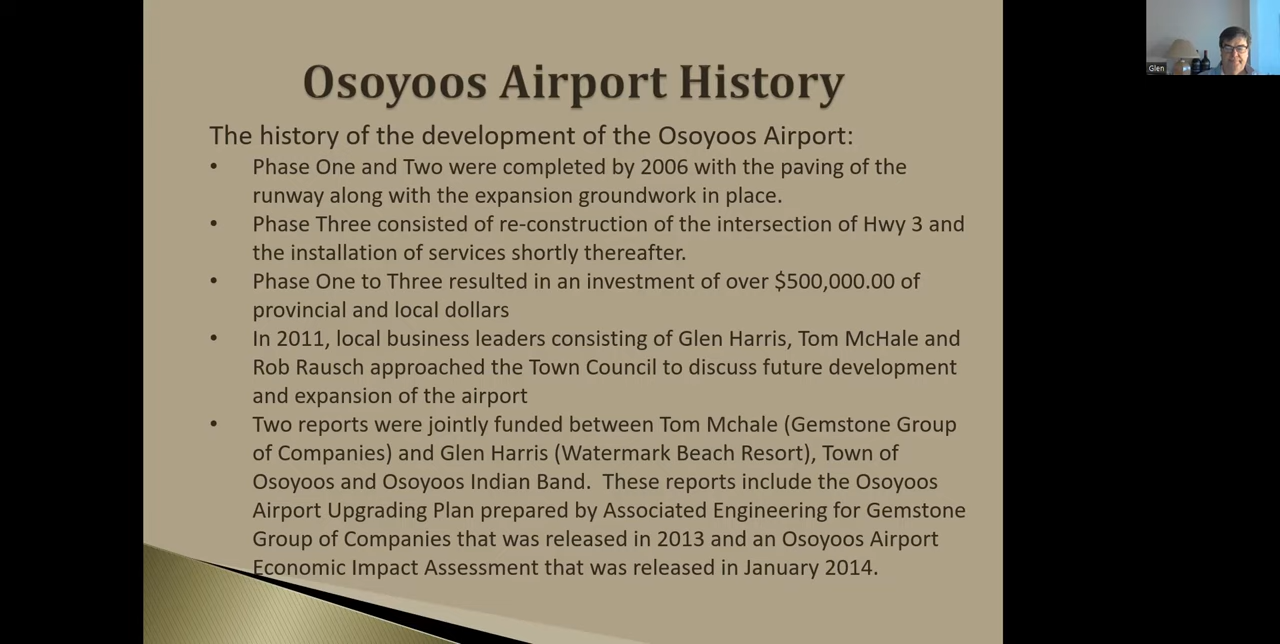 Osoyoos Airport History
The history of the development of the Osoyoos Airport:
• Phase One and Two were completed by 2006 with the paving of the
runway along with the expansion groundwork in place.
• Phase Three consisted of re-construction of the intersection of Hwy 3 and
the installation of services shortly thereafter.
• Phase One to Three resulted in an investment of over $500,000.00 of
provincial and local dollars
• In 2011, local business leaders consisting of Glen Harris, Tom McHale and
Rob Rausch approached the Town Council to discuss future development
and expansion of the airport
• Two reports were jointly funded between Tom Mchale (Gemstone Group
of Companies) and Glen Harris (Watermark Beach Resort), Town of
Osoyoos and Osoyoos Indian Band.  These reports include the Osoyoos
Airport Upgrading Plan prepared by Associated Engineering for Gemstone
Group of Companies that was released in 2013 and an Osoyoos Airport
Economic Impact Assessment that was released in January 2014.
Glen